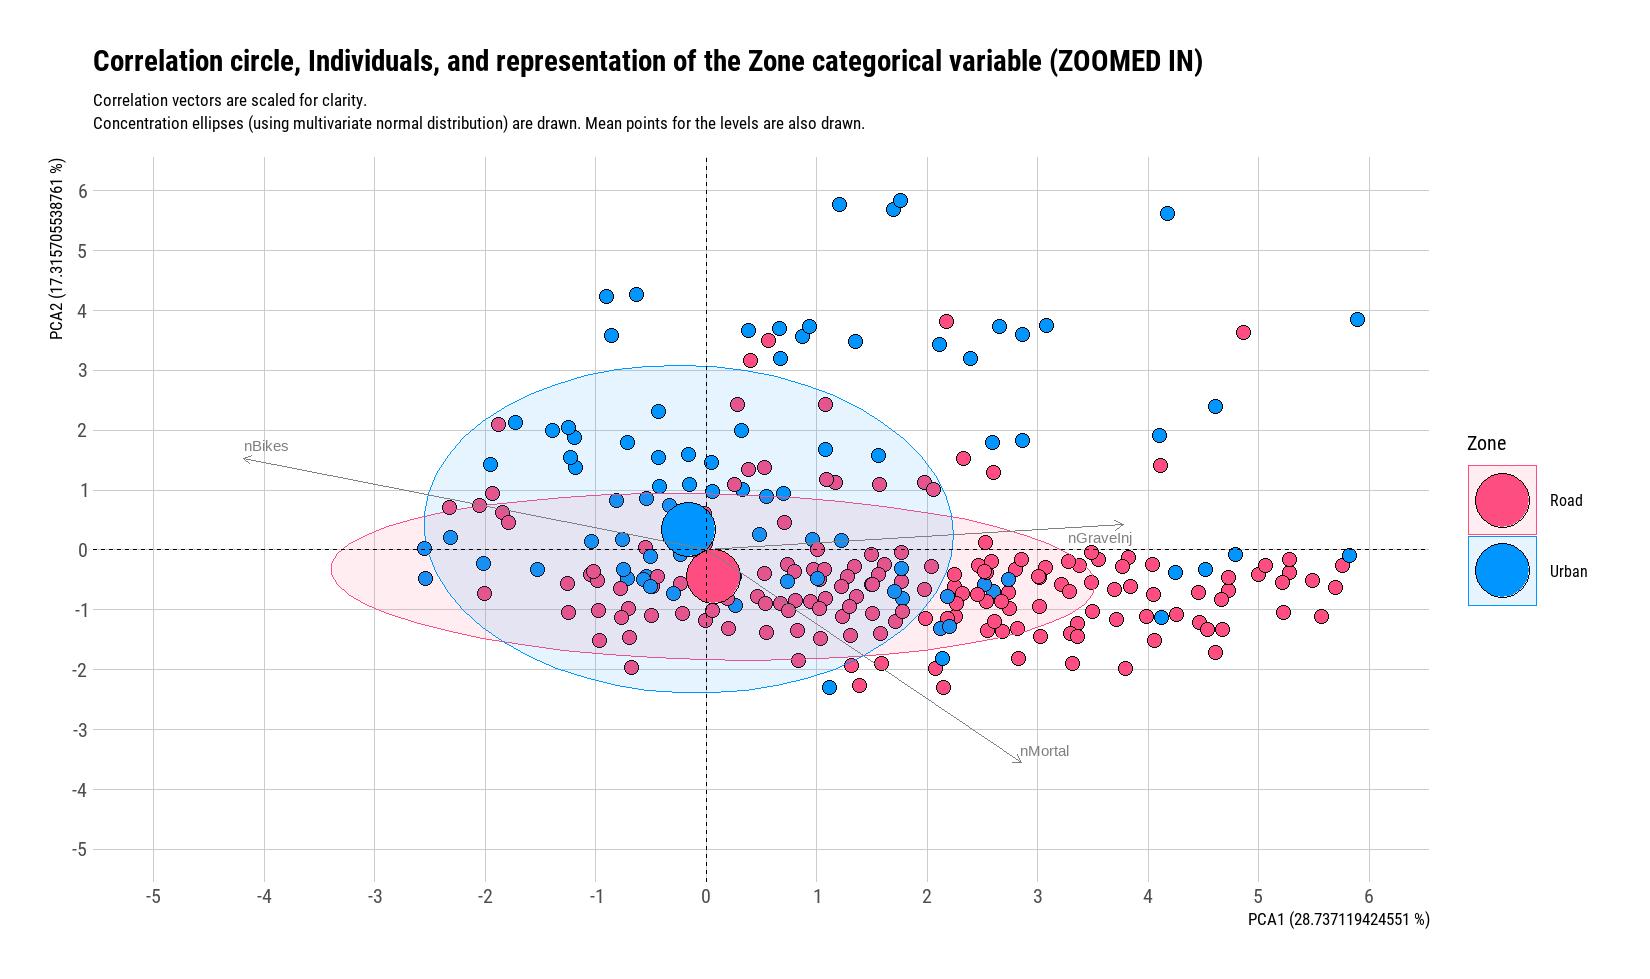 Correlation circle, Individuals, and representation of the Zone categorical variable (ZOOMED IN)
Correlation vectors are scaled for clarity.
Concentration ellipses (using multivariate normal distribution) are drawn. Mean points for the levels are also drawn.
PCA2 (17.315705538761 %)
6
5
4
3
2
1
0
-1
-2
-3
-4
-5
nBikes
nGraveInj
nMortal
Zone
Road
Urban
-5
-4
-3
-2
-1
0
1
2
3
4
5
6
PCA1 (28.737119424551 %)